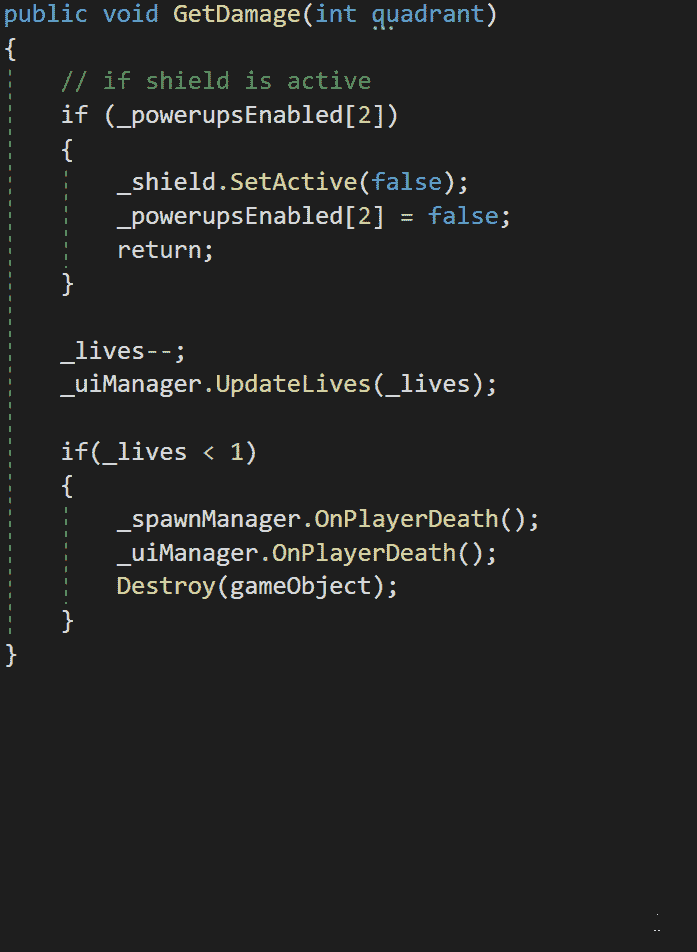 public void GetDamage(int quadrant)
{
    // if shield is active
    if (_powerupsEnabled[2])
    {
        _shield.SetActive(false);
        _powerupsEnabled[2] = false;
        return;
    }

    _lives--;
    _uiManager.UpdateLives(_lives);

    if(_lives < 1)
    {
        _spawnManager.OnPlayerDeath();
        _uiManager.OnPlayerDeath();
        Destroy(gameObject);
    }
}